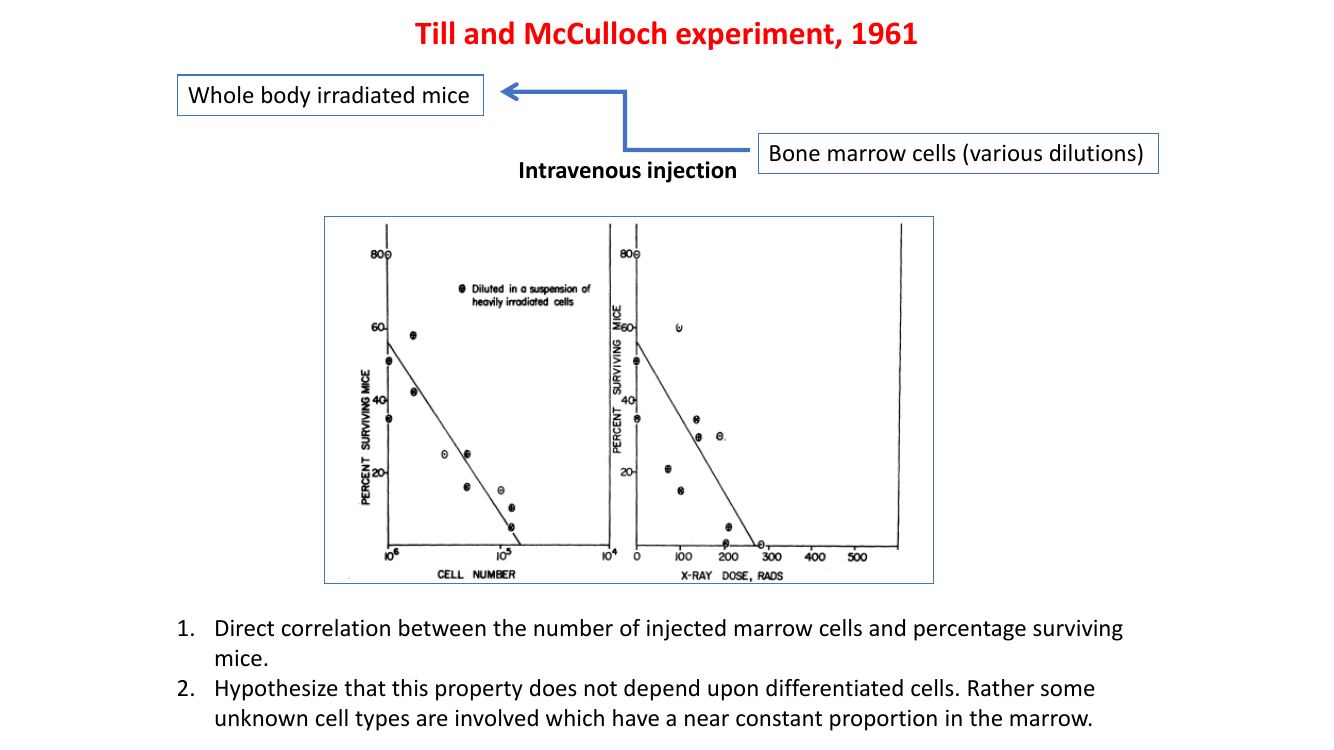 Till and McCulloch experiment, 1961
Whole body irradiated mice
Bone marrow cells (various dilutions)
Intravenous injection
80
60
40
20
PERCENT SURVIVING MICE
Diluted in a suspension of
heavily irradiated cells
10⁶
10⁵
10⁴
CELL NUMBER
80
60
40
20
PERCENT SURVIVING MICE
0
100
200
300
400
500
X-RAY DOSE, RADS
1. Direct correlation between the number of injected marrow cells and percentage surviving
mice.
2. Hypothesize that this property does not depend upon differentiated cells. Rather some
unknown cell types are involved which have a near constant proportion in the marrow.